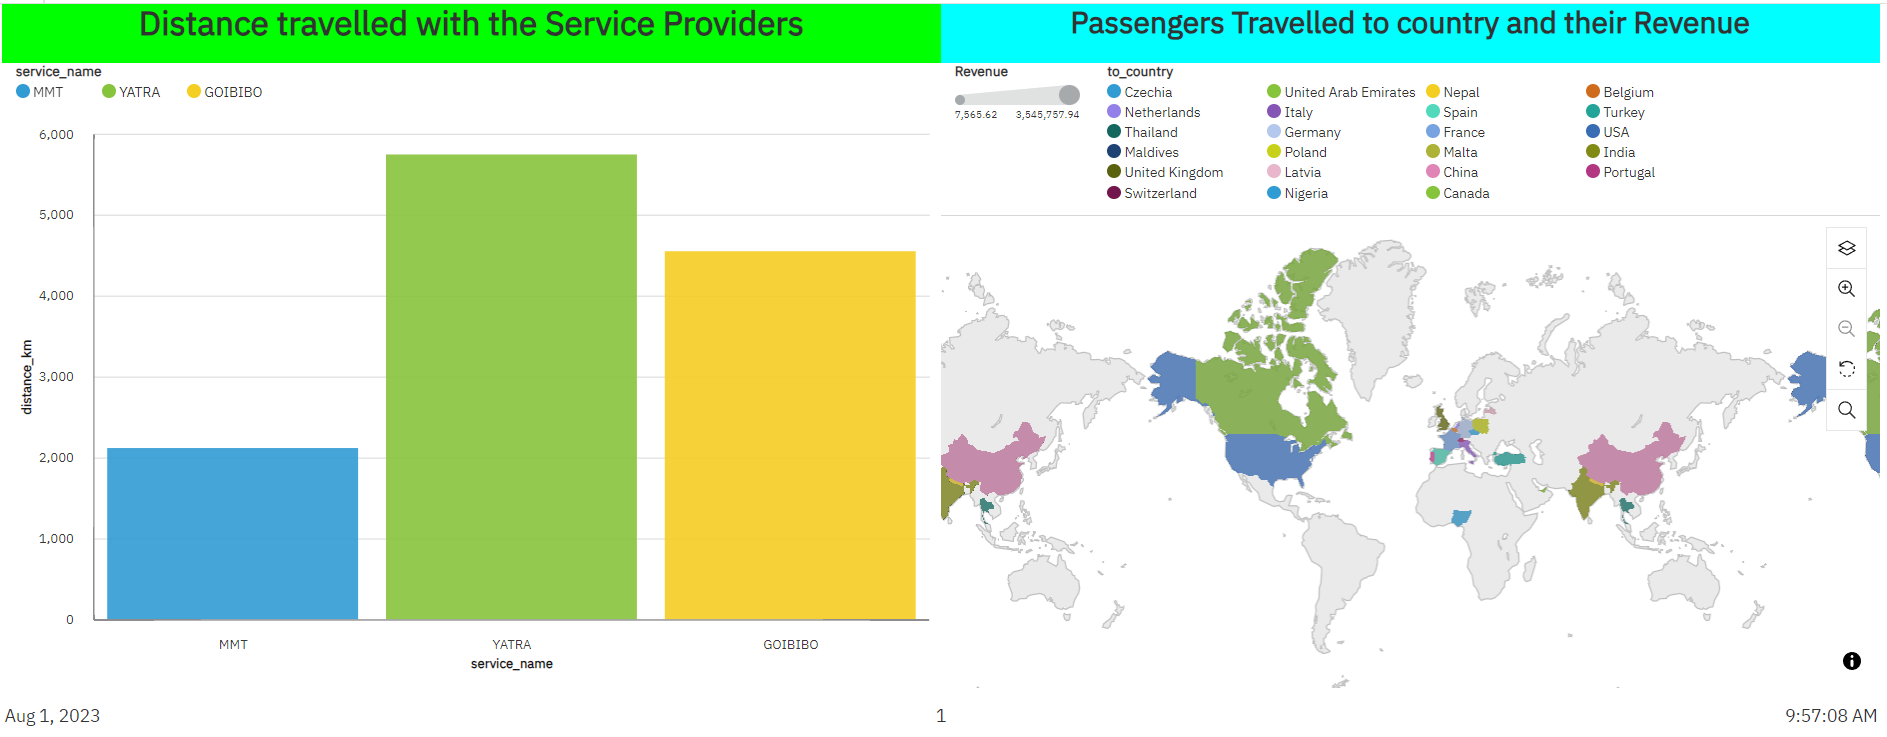 Distance travelled with the Service Providers
service_name
MMT YATRA GOIBIBO
6,000
5,000
4,000
3,000
2,000
1,000
0
distance_km
MMT YATRA GOIBIBO
service_name
Passengers Travelled to country and their Revenue
Revenue
7,565.62 3,545,757.94
to_country
Czechia United Arab Emirates Nepal Belgium
Netherlands Italy Spain Turkey
Thailand Germany France USA
Maldives Poland Malta India
United Kingdom Latvia China Portugal
Switzerland Nigeria Canada
Aug 1, 2023 1 9:57:08 AM